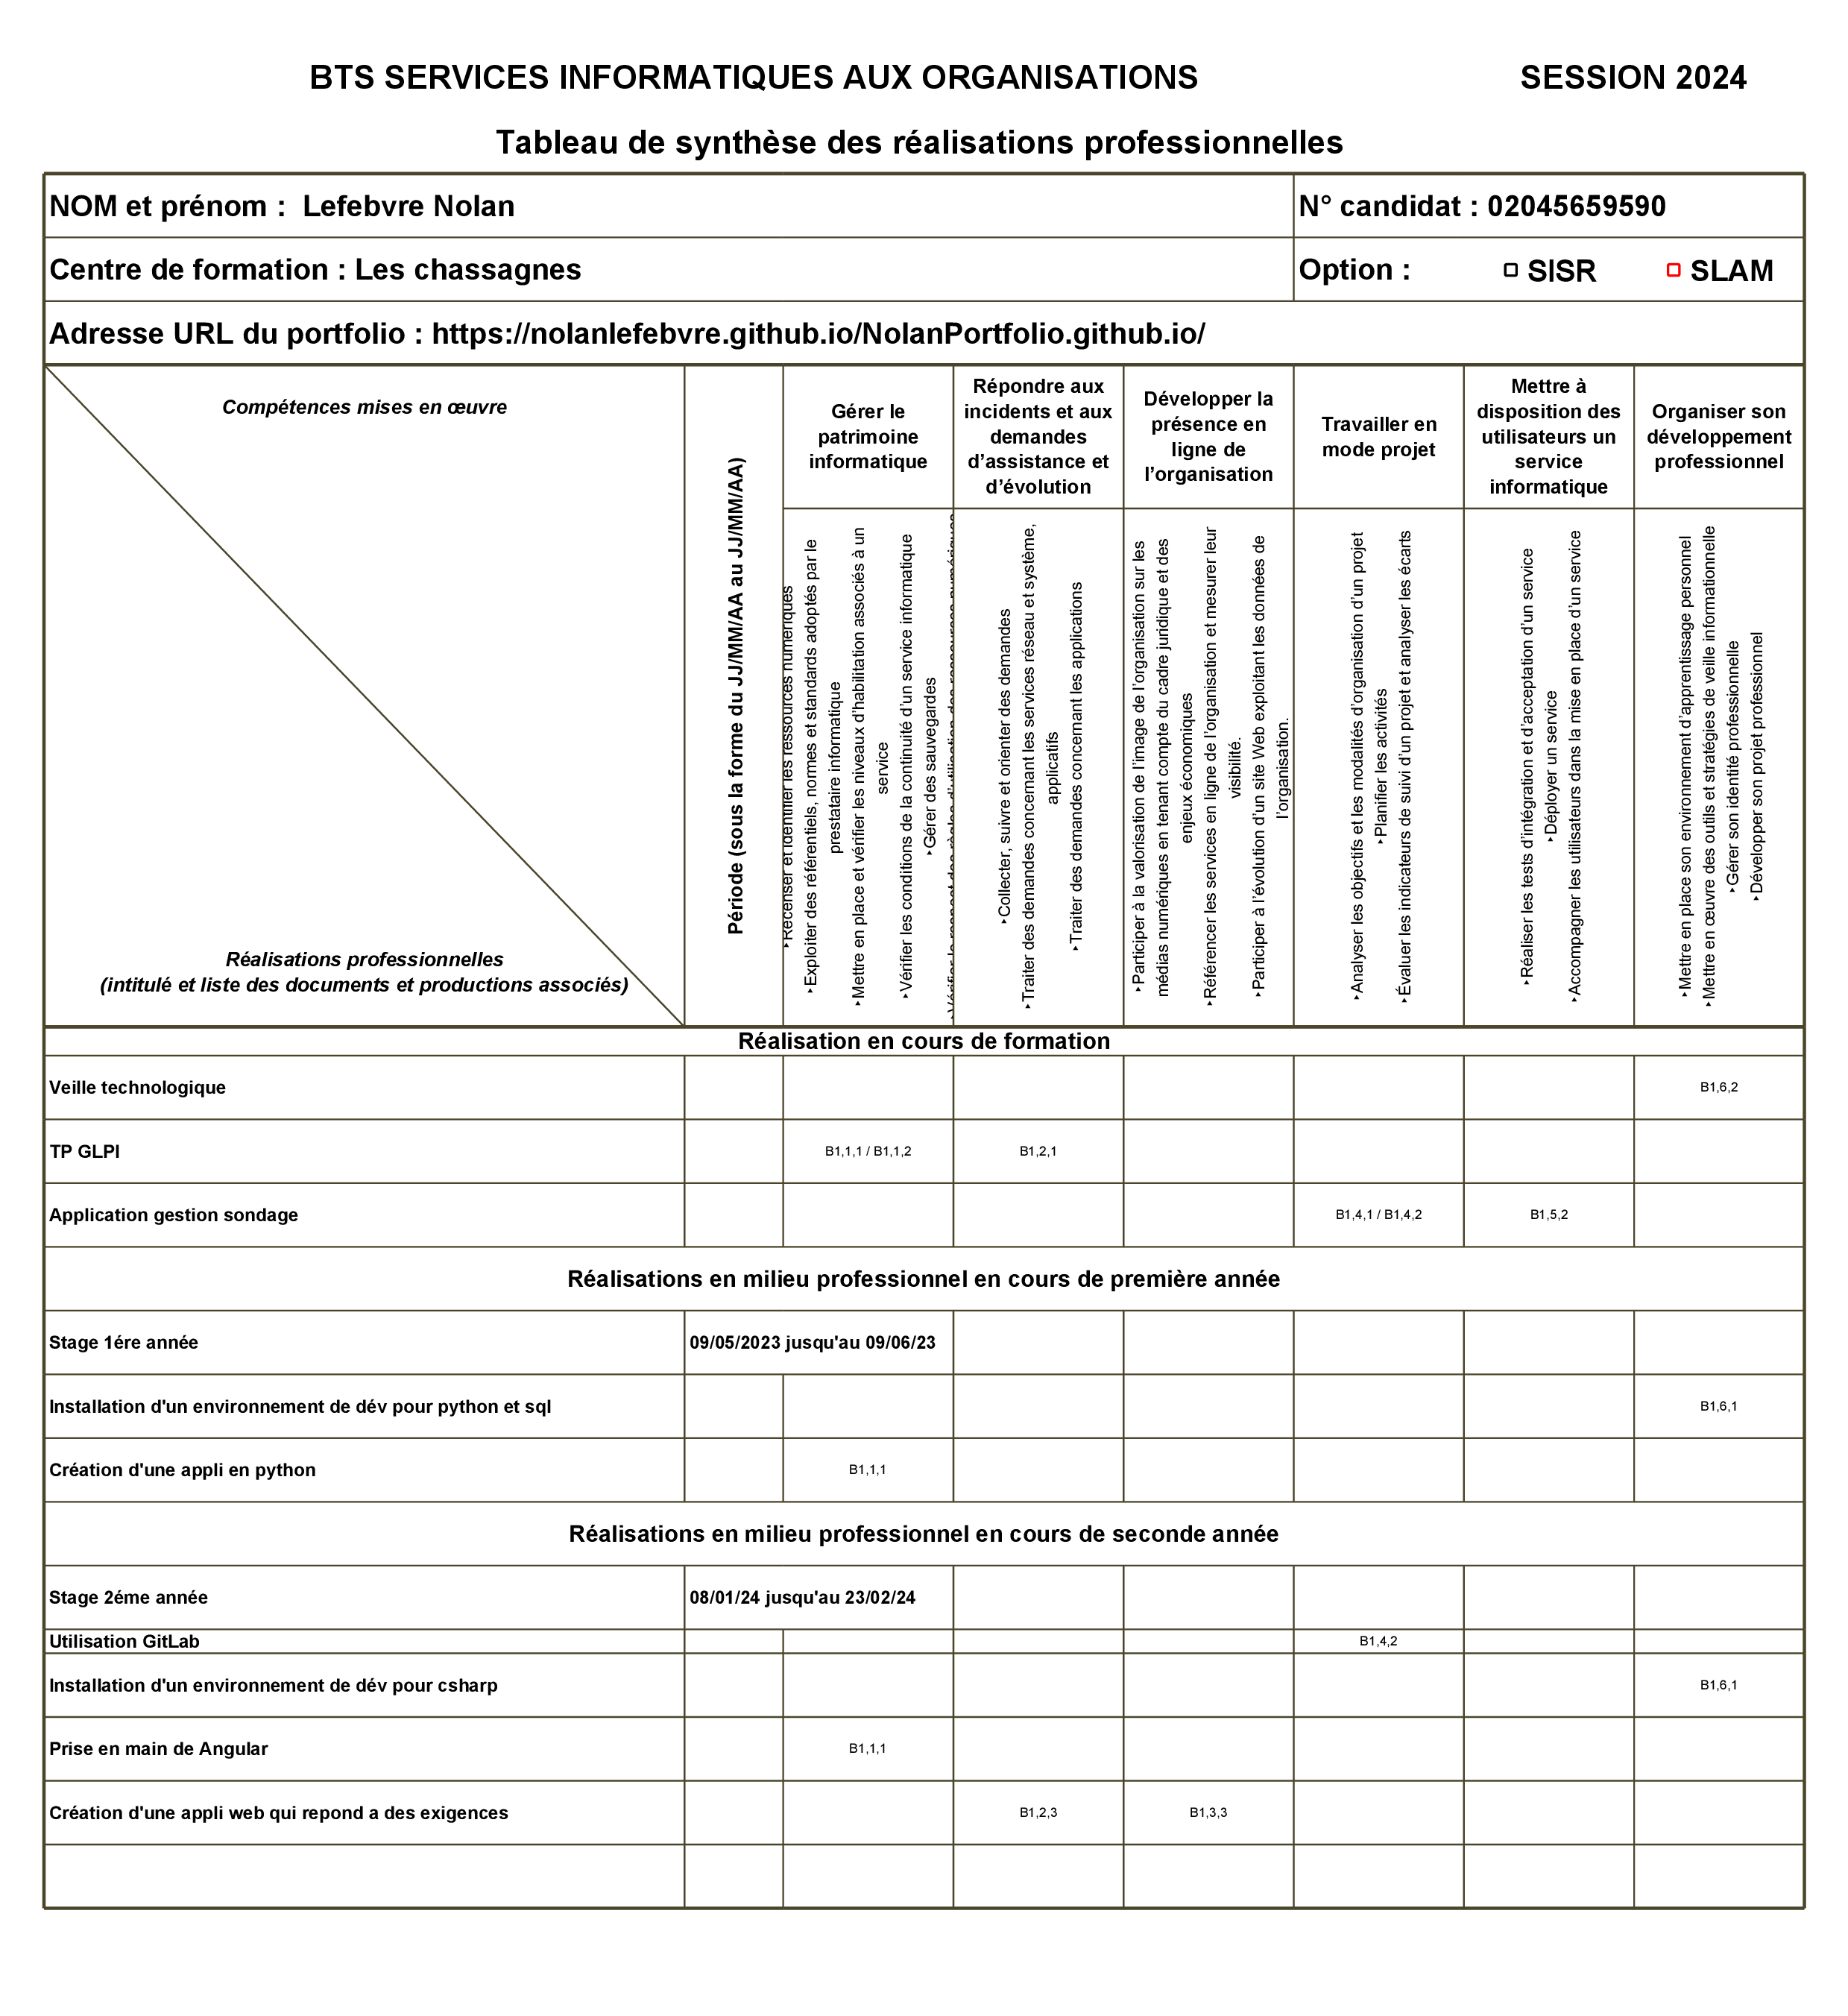 BTS SERVICES INFORMATIQUES AUX ORGANISATIONS SESSION 2024
Tableau de synthèse des réalisations professionnelles
NOM et prénom : Lefebvre Nolan
N° candidat : 02045659590
Centre de formation : Les chassagnes
Option : SISR SLAM
Adresse URL du portfolio : https://nolanlefebvre.github.io/NolanPortfolio.github.io/
Compétences mises en œuvre
Réalisations professionnelles
(intitulé et liste des documents et productions associés)
Période (sous la forme du JJ/MM/AA au JJ/MM/AA)
Gérer le
patrimoine
informatique
Répondre aux
incidents et aux
demandes
d’assistance et
d’évolution
Développer la
présence en
ligne de
l’organisation
Travailler en
mode projet
Mettre à
disposition des
utilisateurs un
service
informatique
Organiser son
développement
professionnel
‣Recenser et identifier les ressources numériques
‣Exploiter des référentiels, normes et standards adoptés par le
prestataire informatique
‣Mettre en place et vérifier les niveaux d’habilitation associés à un
service
‣Vérifier les conditions de la continuité d’un service informatique
‣Gérer des sauvegardes
‣Vérifier le respect des règles d’utilisation des ressources numériques
‣Collecter, suivre et orienter des demandes
‣Traiter des demandes concernant les services réseau et système,
applicatifs
‣Traiter des demandes concernant les applications
‣Participer à la valorisation de l’image de l’organisation sur les
médias numériques en tenant compte du cadre juridique et des
enjeux économiques
‣Référencer les services en ligne de l’organisation et mesurer leur
visibilité.
‣Participer à l’évolution d’un site Web exploitant les données de
l’organisation.
‣Analyser les objectifs et les modalités d’organisation d’un projet
‣Planifier les activités
‣Évaluer les indicateurs de suivi d’un projet et analyser les écarts
‣Réaliser les tests d’intégration et d’acceptation d’un service
‣Déployer un service
‣Accompagner les utilisateurs dans la mise en place d’un service
‣Mettre en place son environnement d’apprentissage personnel
‣Mettre en œuvre des outils et stratégies de veille informationnelle
‣Gérer son identité professionnelle
‣Développer son projet professionnel
Réalisation en cours de formation
Veille technologique B1,6,2
TP GLPI B1,1,1 / B1,1,2 B1,2,1
Application gestion sondage B1,4,1 / B1,4,2 B1,5,2
Réalisations en milieu professionnel en cours de première année
Stage 1ére année 09/05/2023 jusqu'au 09/06/23
Installation d'un environnement de dév pour python et sql B1,6,1
Création d'une appli en python B1,1,1
Réalisations en milieu professionnel en cours de seconde année
Stage 2éme année 08/01/24 jusqu'au 23/02/24
Utilisation GitLab B1,4,2
Installation d'un environnement de dév pour csharp B1,6,1
Prise en main de Angular B1,1,1
Création d'une appli web qui repond a des exigences B1,2,3 B1,3,3